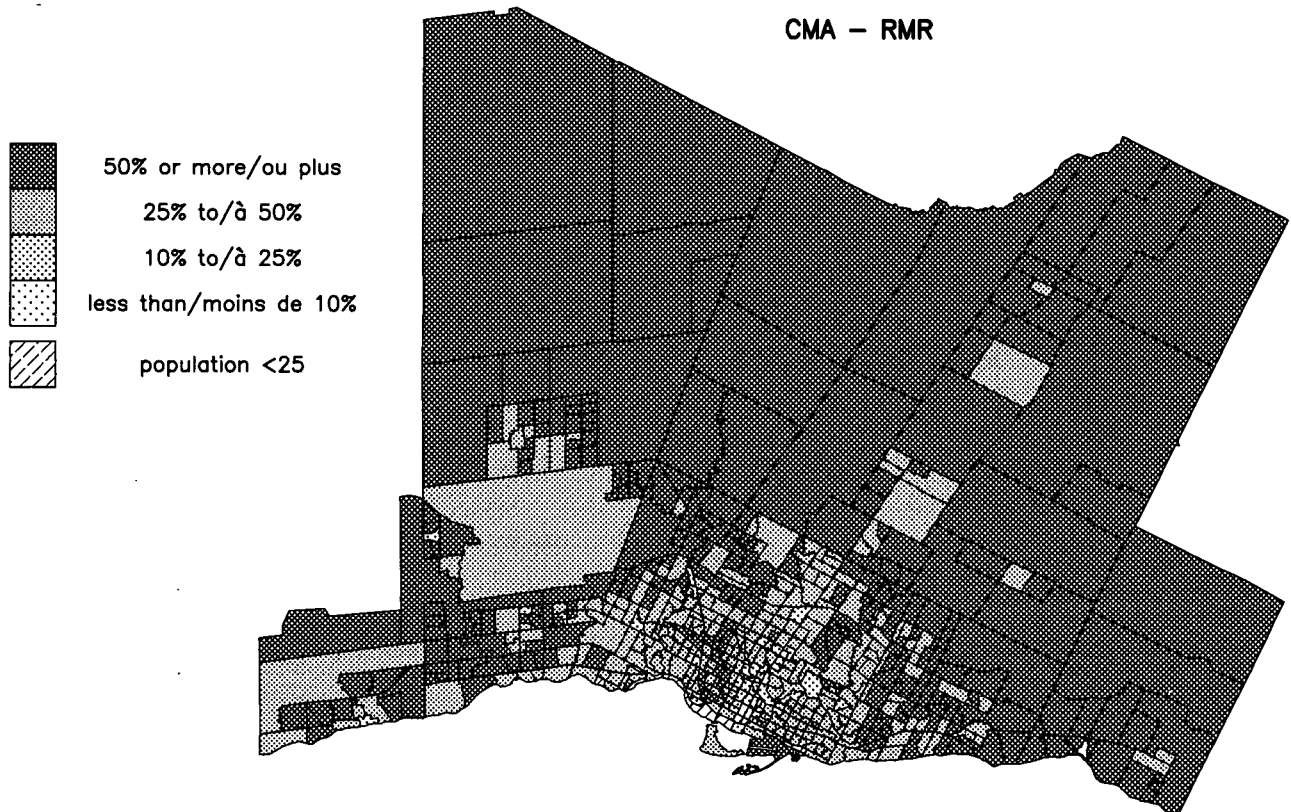 CMA – RMR
50% or more/ou plus
25% to/à 50%
10% to/à 25%
less than/moins de 10%
population <25